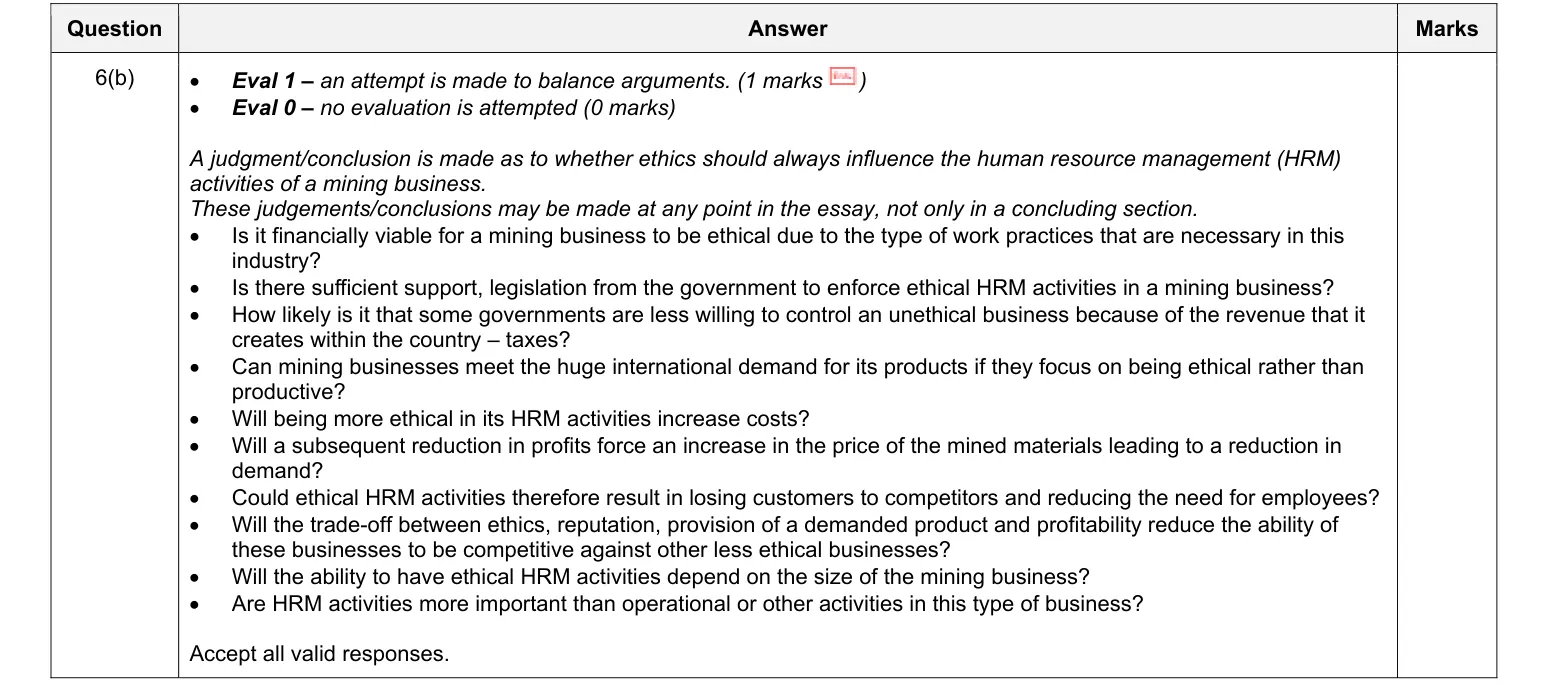 Question Answer Marks
6(b)
• Eval 1 – an attempt is made to balance arguments. (1 marks )
• Eval 0 – no evaluation is attempted (0 marks)
A judgment/conclusion is made as to whether ethics should always influence the human resource management (HRM)
activities of a mining business.
These judgements/conclusions may be made at any point in the essay, not only in a concluding section.
• Is it financially viable for a mining business to be ethical due to the type of work practices that are necessary in this
industry?
• Is there sufficient support, legislation from the government to enforce ethical HRM activities in a mining business?
• How likely is it that some governments are less willing to control an unethical business because of the revenue that it
creates within the country – taxes?
• Can mining businesses meet the huge international demand for its products if they focus on being ethical rather than
productive?
• Will being more ethical in its HRM activities increase costs?
• Will a subsequent reduction in profits force an increase in the price of the mined materials leading to a reduction in
demand?
• Could ethical HRM activities therefore result in losing customers to competitors and reducing the need for employees?
• Will the trade-off between ethics, reputation, provision of a demanded product and profitability reduce the ability of
these businesses to be competitive against other less ethical businesses?
• Will the ability to have ethical HRM activities depend on the size of the mining business?
• Are HRM activities more important than operational or other activities in this type of business?
Accept all valid responses.